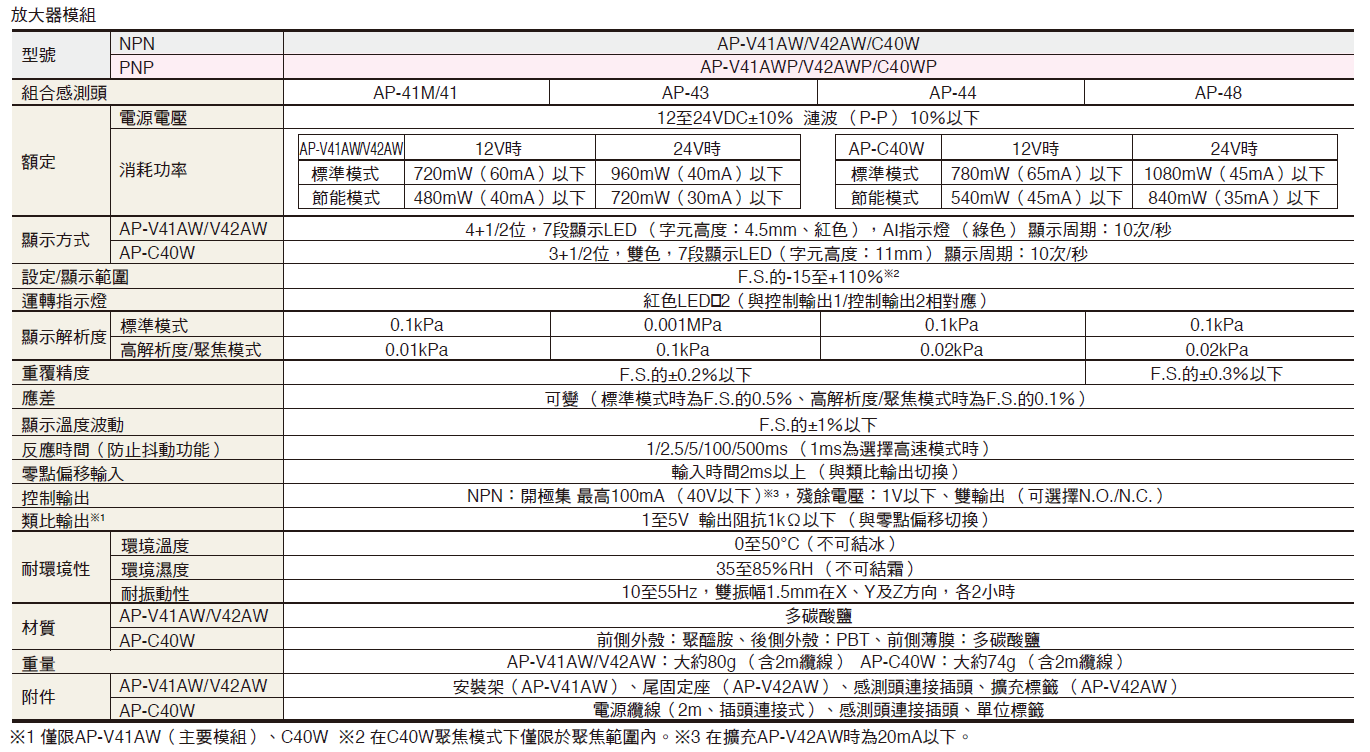 放大器模組
型號 NPN AP-V41AW/V42AW/C40W
PNP AP-V41AWP/V42AWP/C40WP
組合感測頭 AP-41M/41 AP-43 AP-44 AP-48
額定 電源電壓 12至24VDC±10% 漣波（P-P）10%以下
消耗功率 AP-V41AW/V42AW 12V時 24V時 AP-C40W 12V時 24V時
標準模式 720mW（60mA）以下 960mW（40mA）以下 標準模式 780mW（65mA）以下 1080mW（45mA）以下
節能模式 480mW（40mA）以下 720mW（30mA）以下 節能模式 540mW（45mA）以下 840mW（35mA）以下
顯示方式 AP-V41AW/V42AW 4+1/2位，7段顯示LED（字元高度：4.5mm、紅色），AI指示燈（綠色）顯示周期：10次/秒
AP-C40W 3+1/2位，雙色，7段顯示LED（字元高度：11mm）顯示周期：10次/秒
設定/顯示範圍 F.S.的-15至+110%※2
運轉指示燈 紅色LED□2（與控制輸出1/控制輸出2相對應）
顯示解析度 標準模式 0.1kPa 0.001MPa 0.1kPa 0.1kPa
高解析度/聚焦模式 0.01kPa 0.1kPa 0.02kPa 0.02kPa
重覆精度 F.S.的±0.2%以下 F.S.的±0.3%以下
應差 可變（標準模式時為F.S.的0.5%、高解析度/聚焦模式時為F.S.的0.1%）
顯示溫度波動 F.S.的±1%以下
反應時間（防止抖動功能） 1/2.5/5/100/500ms（1ms為選擇高速模式時）
零點偏移輸入 輸入時間2ms以上（與類比輸出切換）
控制輸出 NPN：開極集 最高100mA（40V以下）※3，殘餘電壓：1V以下、雙輸出（可選擇N.O./N.C.）
類比輸出※1 1至5V 輸出阻抗1kΩ以下（與零點偏移切換）
耐環境性 環境溫度 0至50°C（不可結冰）
環境濕度 35至85%RH（不可結霜）
耐振動性 10至55Hz，雙振幅1.5mm在X、Y及Z方向，各2小時
材質 AP-V41AW/V42AW 多碳酸鹽
AP-C40W 前側外殼：聚醯胺、後側外殼：PBT、前側薄膜：多碳酸鹽
重量 AP-V41AW/V42AW：大約80g（含2m纜線） AP-C40W：大約74g（含2m纜線）
附件 AP-V41AW/V42AW 安裝架（AP-V41AW）、尾固定座（AP-V42AW）、感測頭連接插頭、擴充標籤（AP-V42AW）
AP-C40W 電源纜線（2m、插頭連接式）、感測頭連接插頭、單位標籤
※1 僅限AP-V41AW（主要模組）、C40W ※2 在C40W聚焦模式下僅限於聚焦範圍內。※3 在擴充AP-V42AW時為20mA以下。